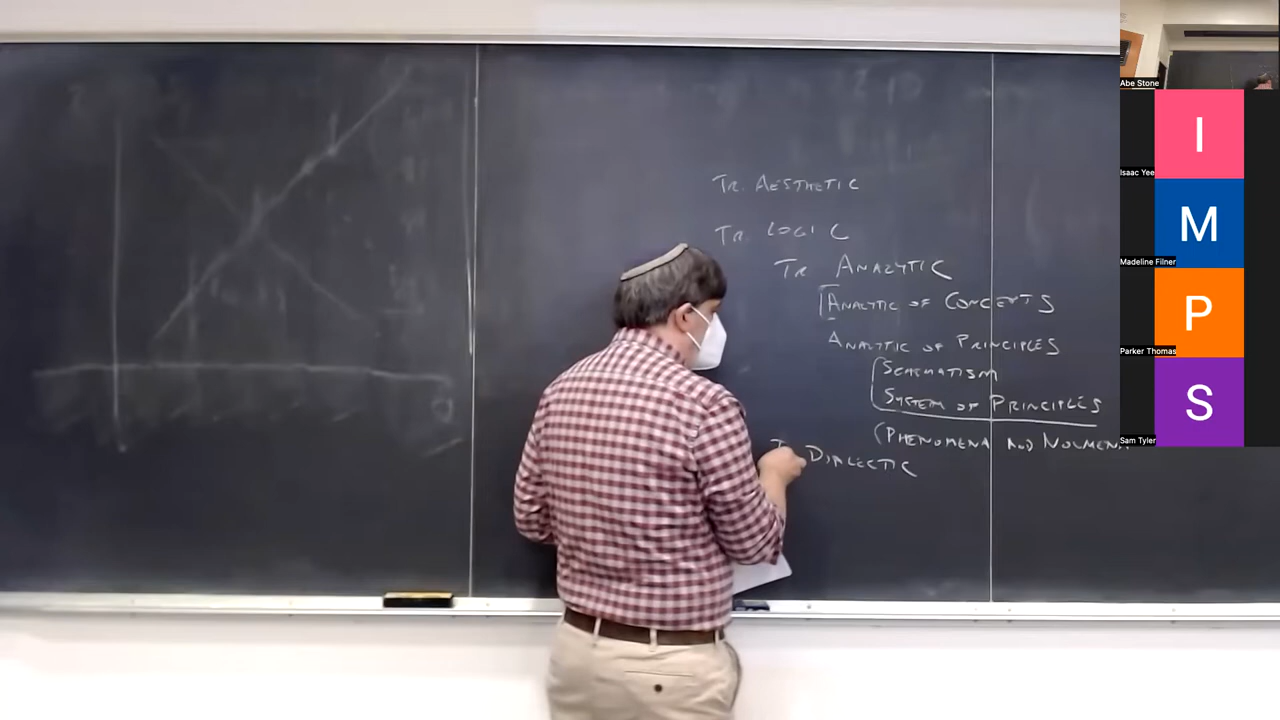 Tr. Aesthetic
Tr. Logic
Tr Analytic
Analytic of Concepts
Analytic of Principles
Schematism
System of Principles
(Phenomena and Noumena
Dialectic
Abe Stone
I
Isaac Yee
M
Madeline Filner
P
Parker Thomas
S
Sam Tyler